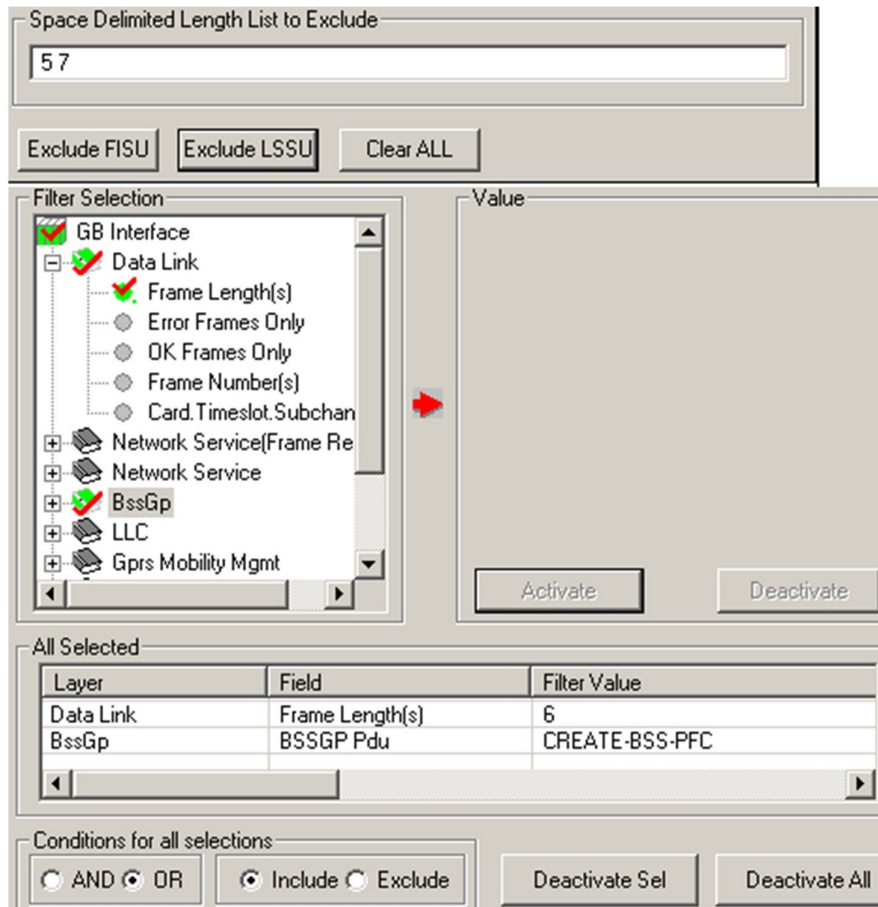 Space Delimited Length List to Exclude
5 7
Exclude FISU
Exclude LSSU
Clear ALL
Filter Selection
GB Interface
Data Link
Frame Length(s)
Error Frames Only
OK Frames Only
Frame Number(s)
Card.Timeslot.Subchan
Network Service(Frame Re
Network Service
BssGp
LLC
Gprs Mobility Mgmt
Value
Activate
Deactivate
All Selected
Layer Field Filter Value
Data Link Frame Length(s) 6
BssGp BSSGP Pdu CREATE-BSS-PFC
Conditions for all selections
AND OR
Include Exclude
Deactivate Sel
Deactivate All